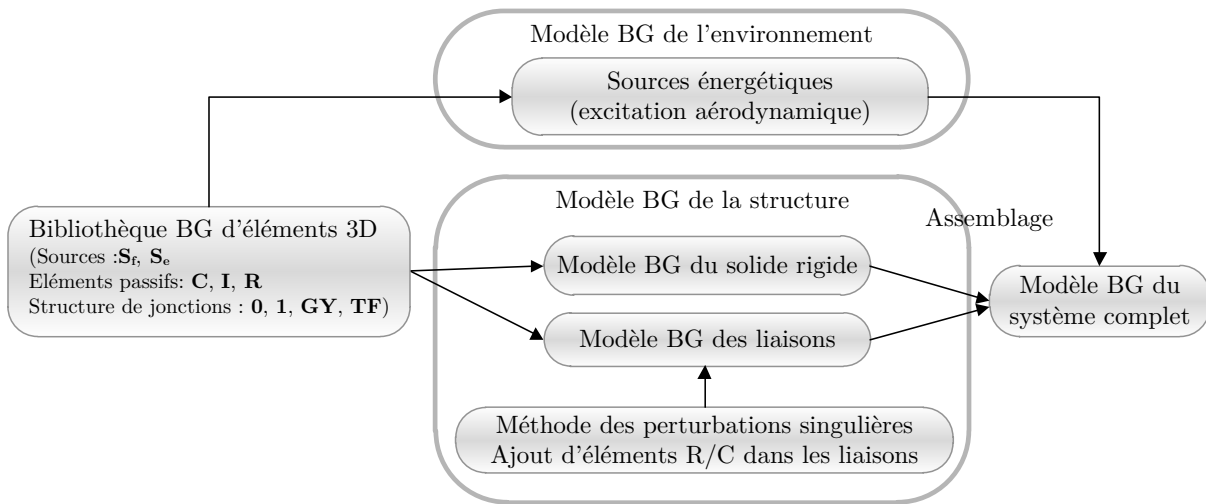 Modèle BG de l'environnement
Sources énergétiques
(excitation aérodynamique)
Bibliothèque BG d'éléments 3D
(Sources :Sf, Se
Eléments passifs: C, I, R
Structure de jonctions : 0, 1, GY, TF)
Modèle BG de la structure
Modèle BG du solide rigide
Modèle BG des liaisons
Méthode des perturbations singulières
Ajout d'éléments R/C dans les liaisons
Assemblage
Modèle BG du
système complet